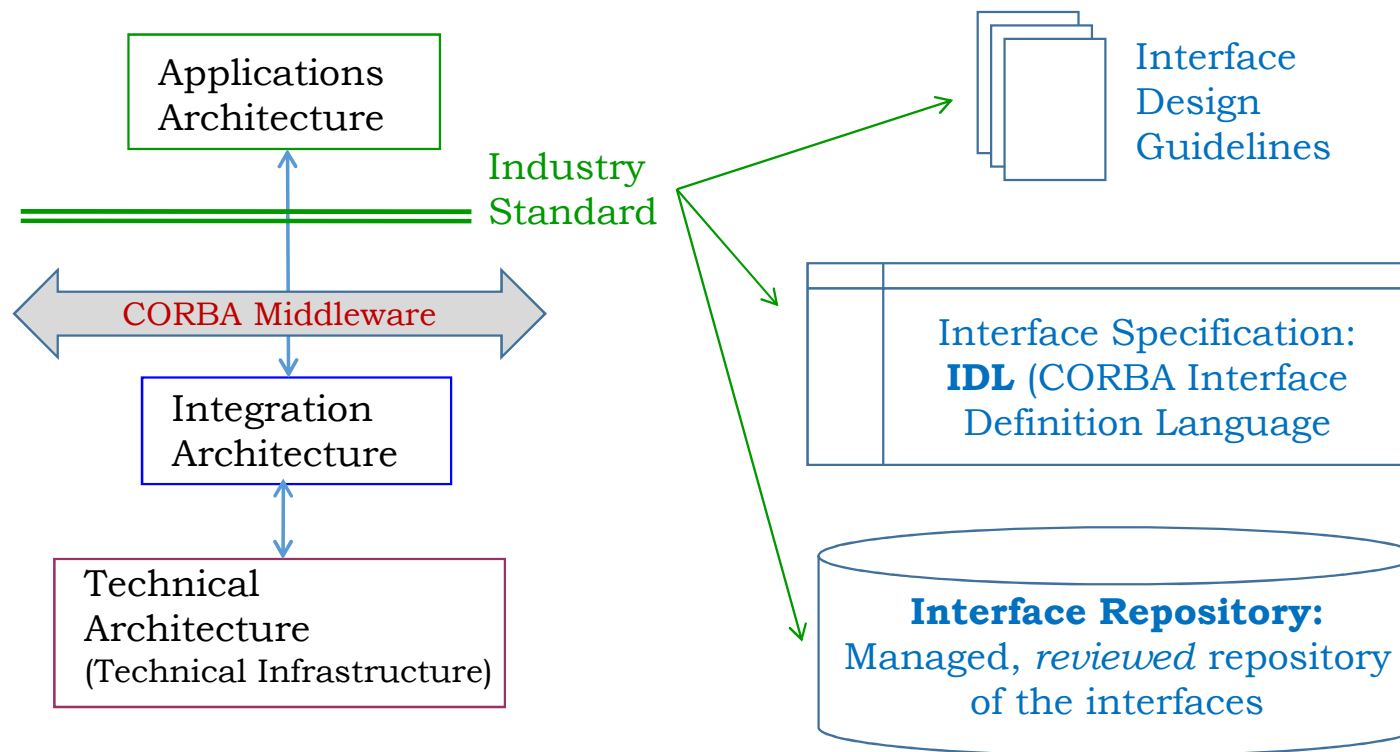 Applications
Architecture
Industry
Standard
CORBA Middleware
Integration
Architecture
Technical
Architecture
(Technical Infrastructure)
Interface
Design
Guidelines
Interface Specification:
IDL (CORBA Interface
Definition Language
Interface Repository:
Managed, reviewed repository
of the interfaces